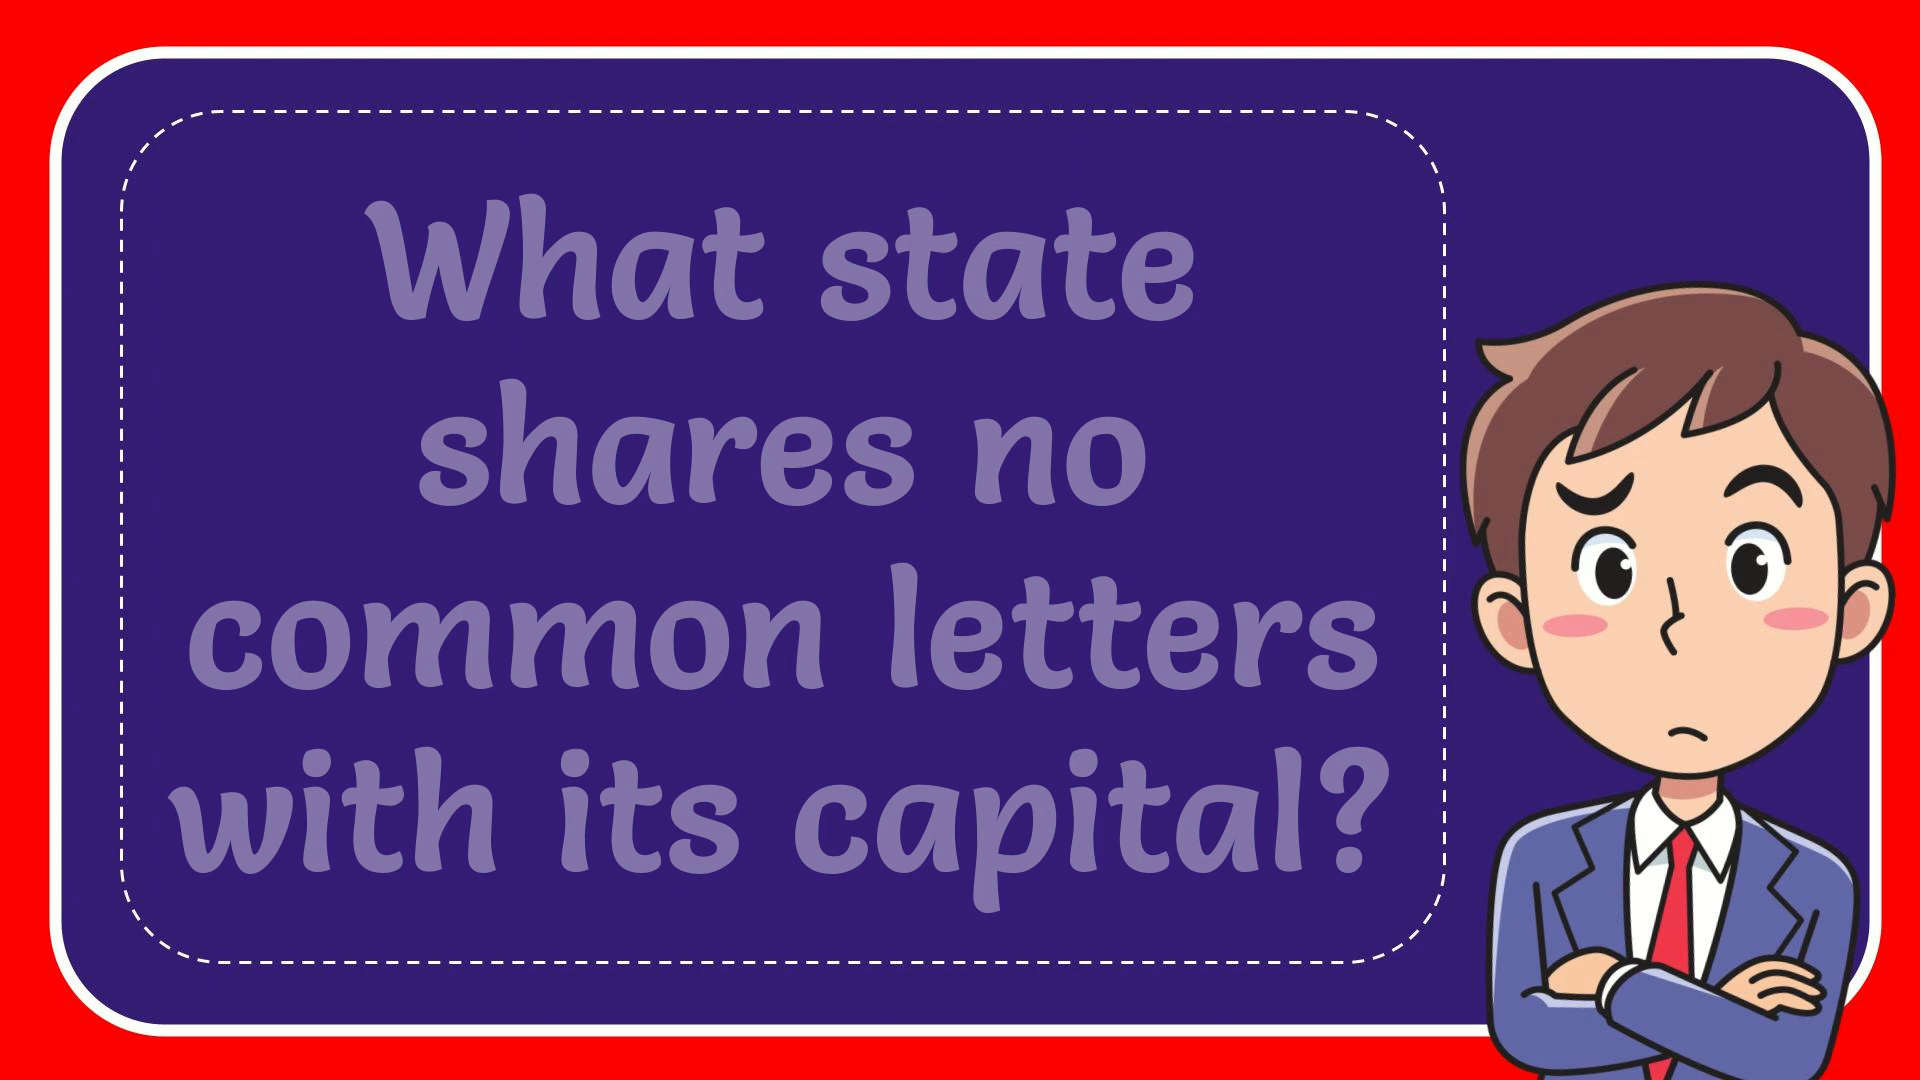 What state
shares no
common letters
with its capital?